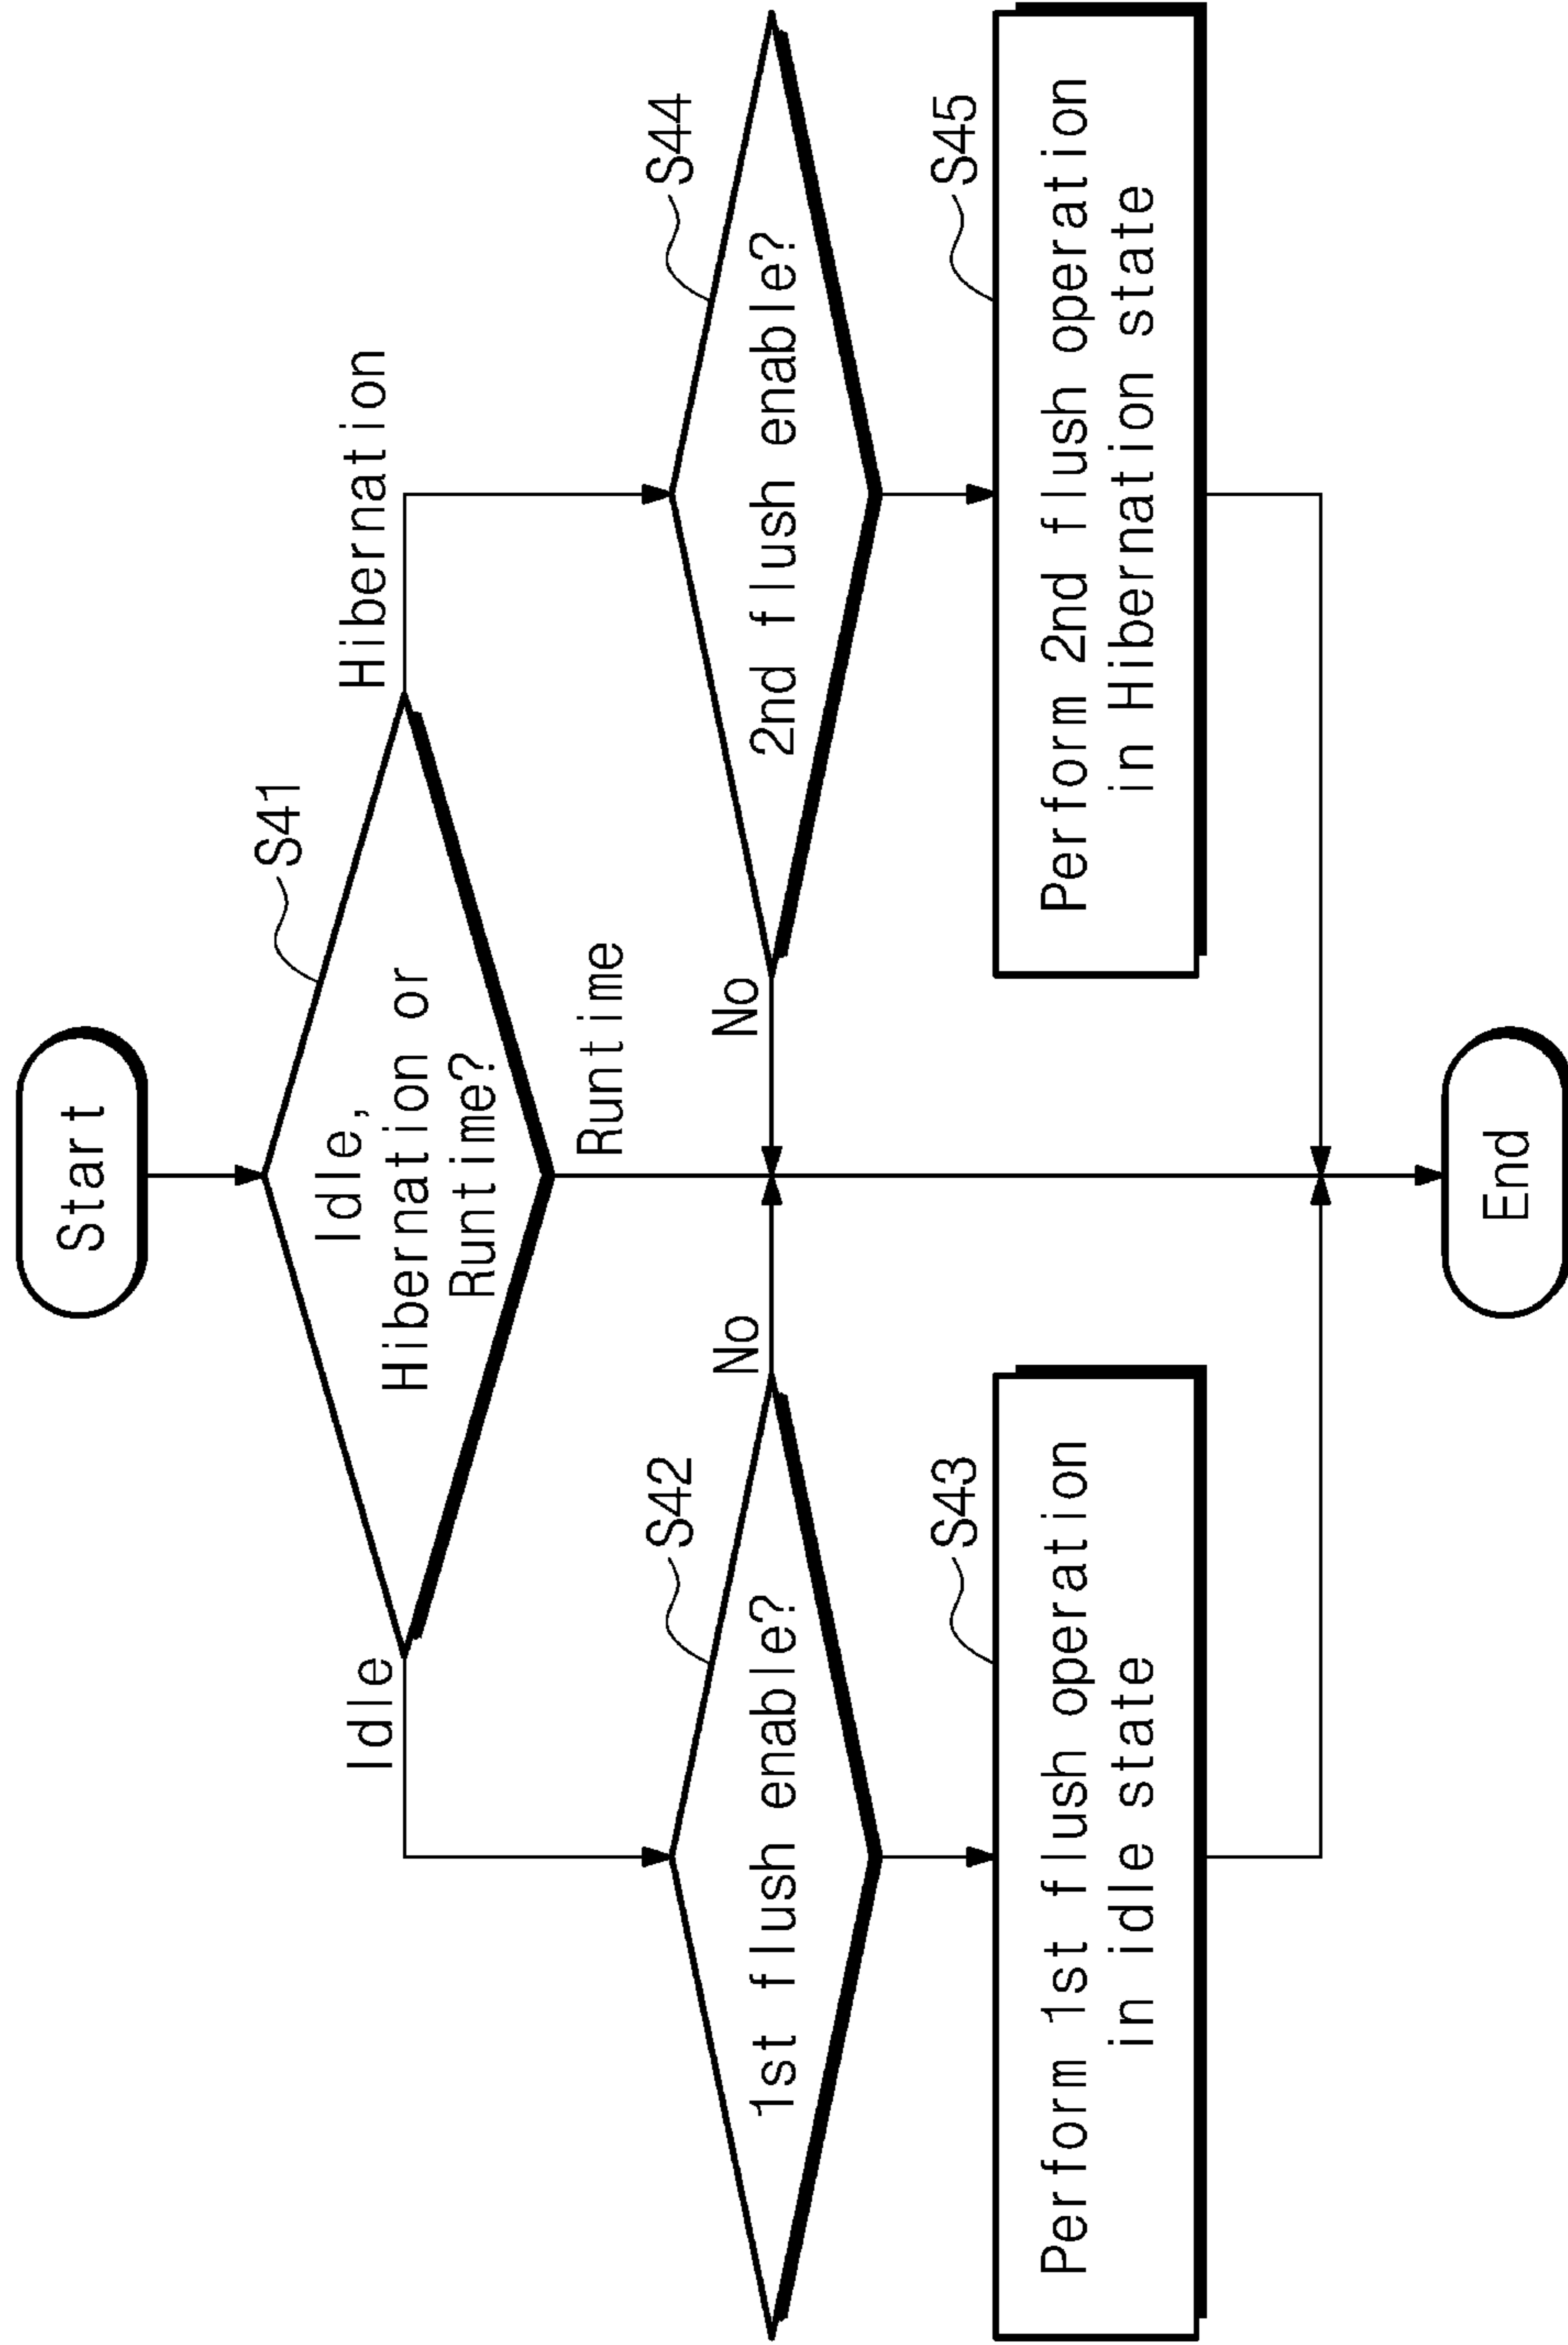 Start
S41
Idle,
Hibernation or
Runtime?
Idle
Hibernation
Runtime
S42
1st flush enable?
No
S44
2nd flush enable?
No
S43
Perform 1st flush operation
in idle state
S45
Perform 2nd flush operation
in Hibernation state
End